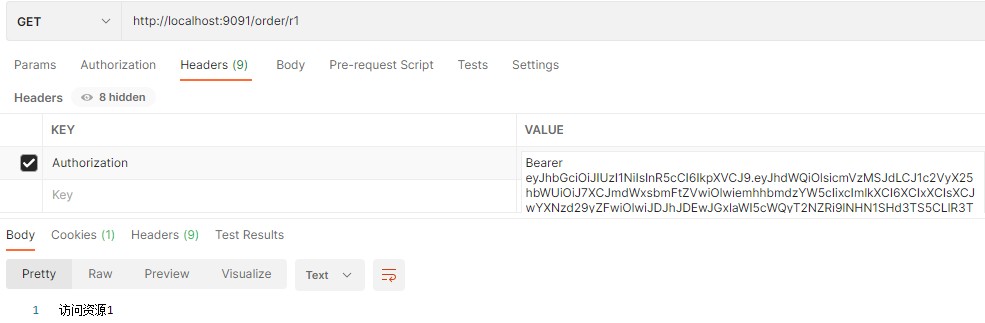 GET http://localhost:9091/order/r1
Params Authorization Headers (9) Body Pre-request Script Tests Settings
Headers 8 hidden
KEY VALUE
Authorization Bearer
eyJhbGciOiJIUzI1NiIsInR5cCI6IkpXVCJ9.eyJhdWQiOlsicmVzMSJdLCJ1c2VyX25
Key
Body Cookies (1) Headers (9) Test Results
Pretty Raw Preview Visualize Text
1 访问资源1